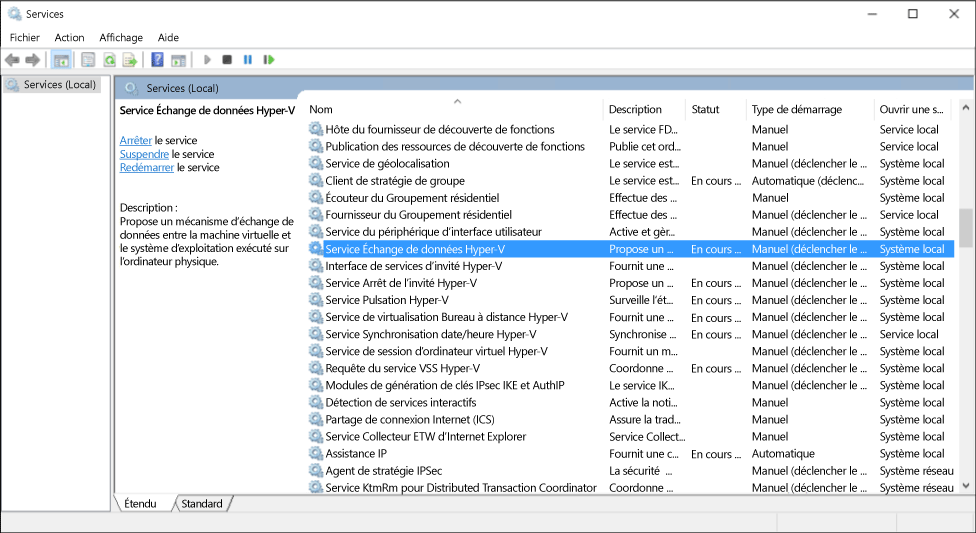 Services
Fichier Action Affichage Aide
Services (Local)
Services (Local)
Service Échange de données Hyper-V
Arrêter le service
Suspendre le service
Redémarrer le service
Description :
Propose un mécanisme d'échange de
données entre la machine virtuelle et
le système d'exploitation exécuté sur
l'ordinateur physique.
Nom Description Statut Type de démarrage Ouvrir une s...
Hôte du fournisseur de découverte de fonctions Le service FD... Manuel Service local
Publication des ressources de découverte de fonctions Publie cet ord... Manuel Service local
Service de géolocalisation Le service est... Manuel (déclencher le ... Système local
Client de stratégie de groupe Le service est... En cours ... Automatique (déclenc... Système local
Écouteur du Groupement résidentiel Effectue des ... Manuel Système local
Fournisseur du Groupement résidentiel Effectue des ... Manuel (déclencher le ... Service local
Service du périphérique d'interface utilisateur Active et gèr... Manuel (déclencher le ... Système local
Service Échange de données Hyper-V Propose un ... En cours ... Manuel (déclencher le ... Système local
Interface de services d'invité Hyper-V Fournit une ... Manuel (déclencher le ... Système local
Service Arrêt de l'invité Hyper-V Propose un ... En cours ... Manuel (déclencher le ... Système local
Service Pulsation Hyper-V Surveille l'ét... En cours ... Manuel (déclencher le ... Système local
Service de virtualisation Bureau à distance Hyper-V Fournit une ... En cours ... Manuel (déclencher le ... Système local
Service Synchronisation date/heure Hyper-V Synchronise ... En cours ... Manuel (déclencher le ... Service local
Service de session d'ordinateur virtuel Hyper-V Fournit un m... Manuel (déclencher le ... Système local
Requête du service VSS Hyper-V Coordonne ... En cours ... Manuel (déclencher le ... Système local
Modules de génération de clés IPsec IKE et AuthIP Le service IK... Manuel (déclencher le ... Système local
Détection de services interactifs Active la noti... Manuel Système local
Partage de connexion Internet (ICS) Assure la trad... Manuel Système local
Service Collecteur ETW d'Internet Explorer Service Collect... Manuel Système local
Assistance IP Fournit une c... En cours ... Automatique Système local
Agent de stratégie IPSec La sécurité ... Manuel (déclencher le ... Système réseau
Service KtmRm pour Distributed Transaction Coordinator Coordonne ... Manuel (déclencher le ... Système réseau
Étendu Standard